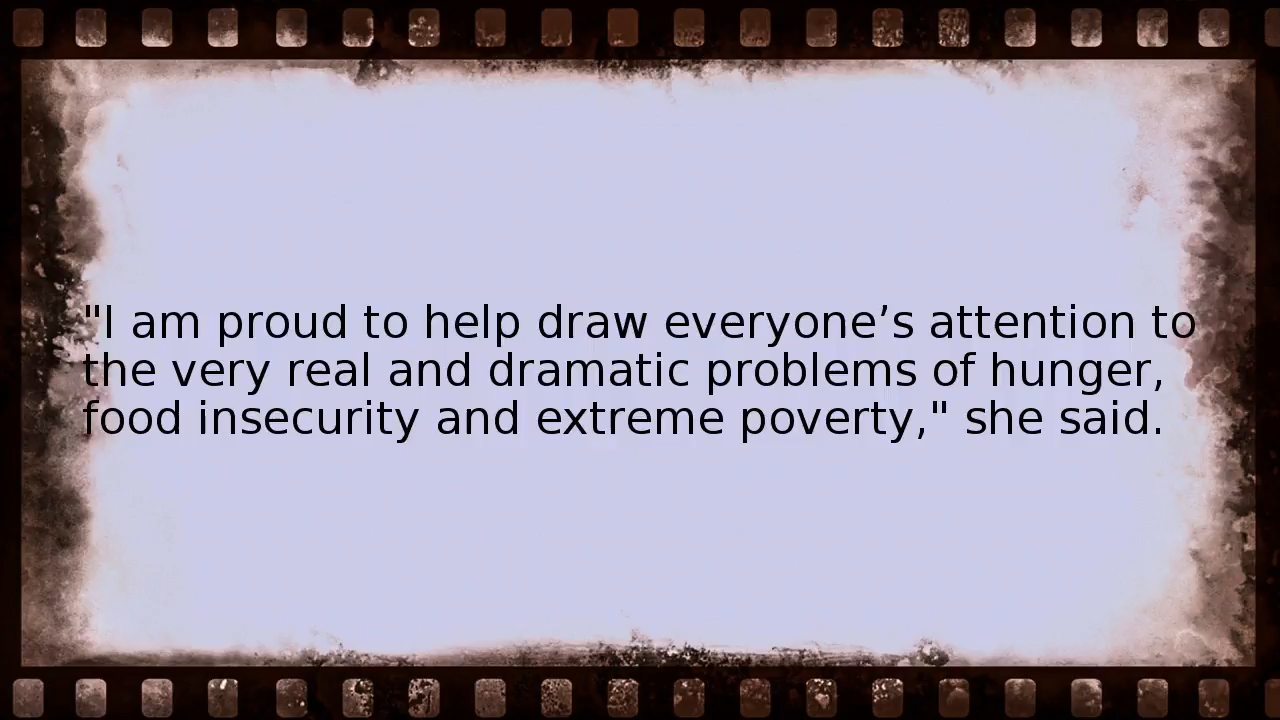 "I am proud to help draw everyone’s attention to
the very real and dramatic problems of hunger,
food insecurity and extreme poverty," she said.